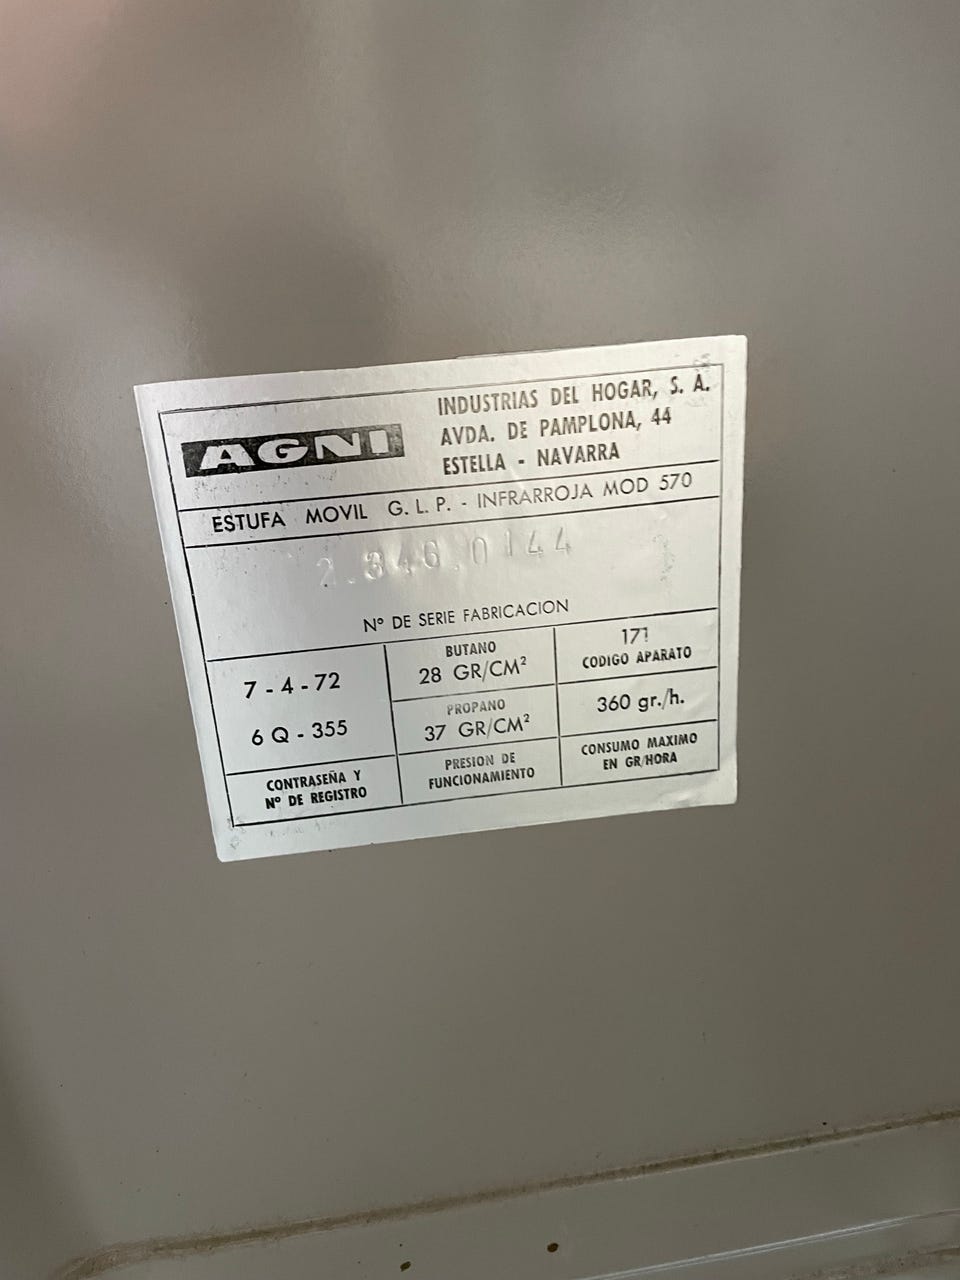 AGNI
INDUSTRIAS DEL HOGAR, S. A.
AVDA. DE PAMPLONA, 44
ESTELLA - NAVARRA
ESTUFA MOVIL G. L. P. - INFRARROJA MOD 570
2.346.0144
Nº DE SERIE FABRICACION
7 - 4 - 72
6 Q - 355
CONTRASEÑA Y
Nº DE REGISTRO
BUTANO
28 GR/CM²
PROPANO
37 GR/CM²
PRESION DE
FUNCIONAMIENTO
171
CODIGO APARATO
360 gr./h.
CONSUMO MAXIMO
EN GR/HORA